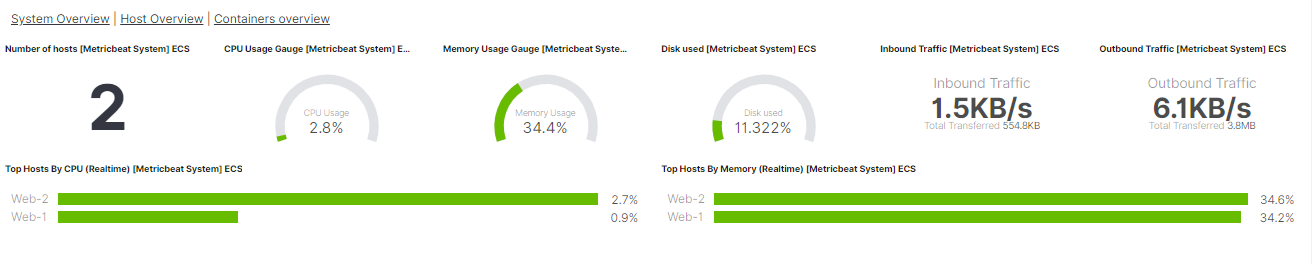 System Overview | Host Overview | Containers overview
Number of hosts [Metricbeat System] ECS
2
CPU Usage Gauge [Metricbeat System] E...
CPU Usage
2.8%
Memory Usage Gauge [Metricbeat Syste...
Memory Usage
34.4%
Disk used [Metricbeat System] ECS
Disk used
11.322%
Inbound Traffic [Metricbeat System] ECS
Inbound Traffic
1.5KB/s
Total Transferred 554.8KB
Outbound Traffic [Metricbeat System] ECS
Outbound Traffic
6.1KB/s
Total Transferred 3.8MB
Top Hosts By CPU (Realtime) [Metricbeat System] ECS
Web-2 2.7%
Web-1 0.9%
Top Hosts By Memory (Realtime) [Metricbeat System] ECS
Web-2 34.6%
Web-1 34.2%